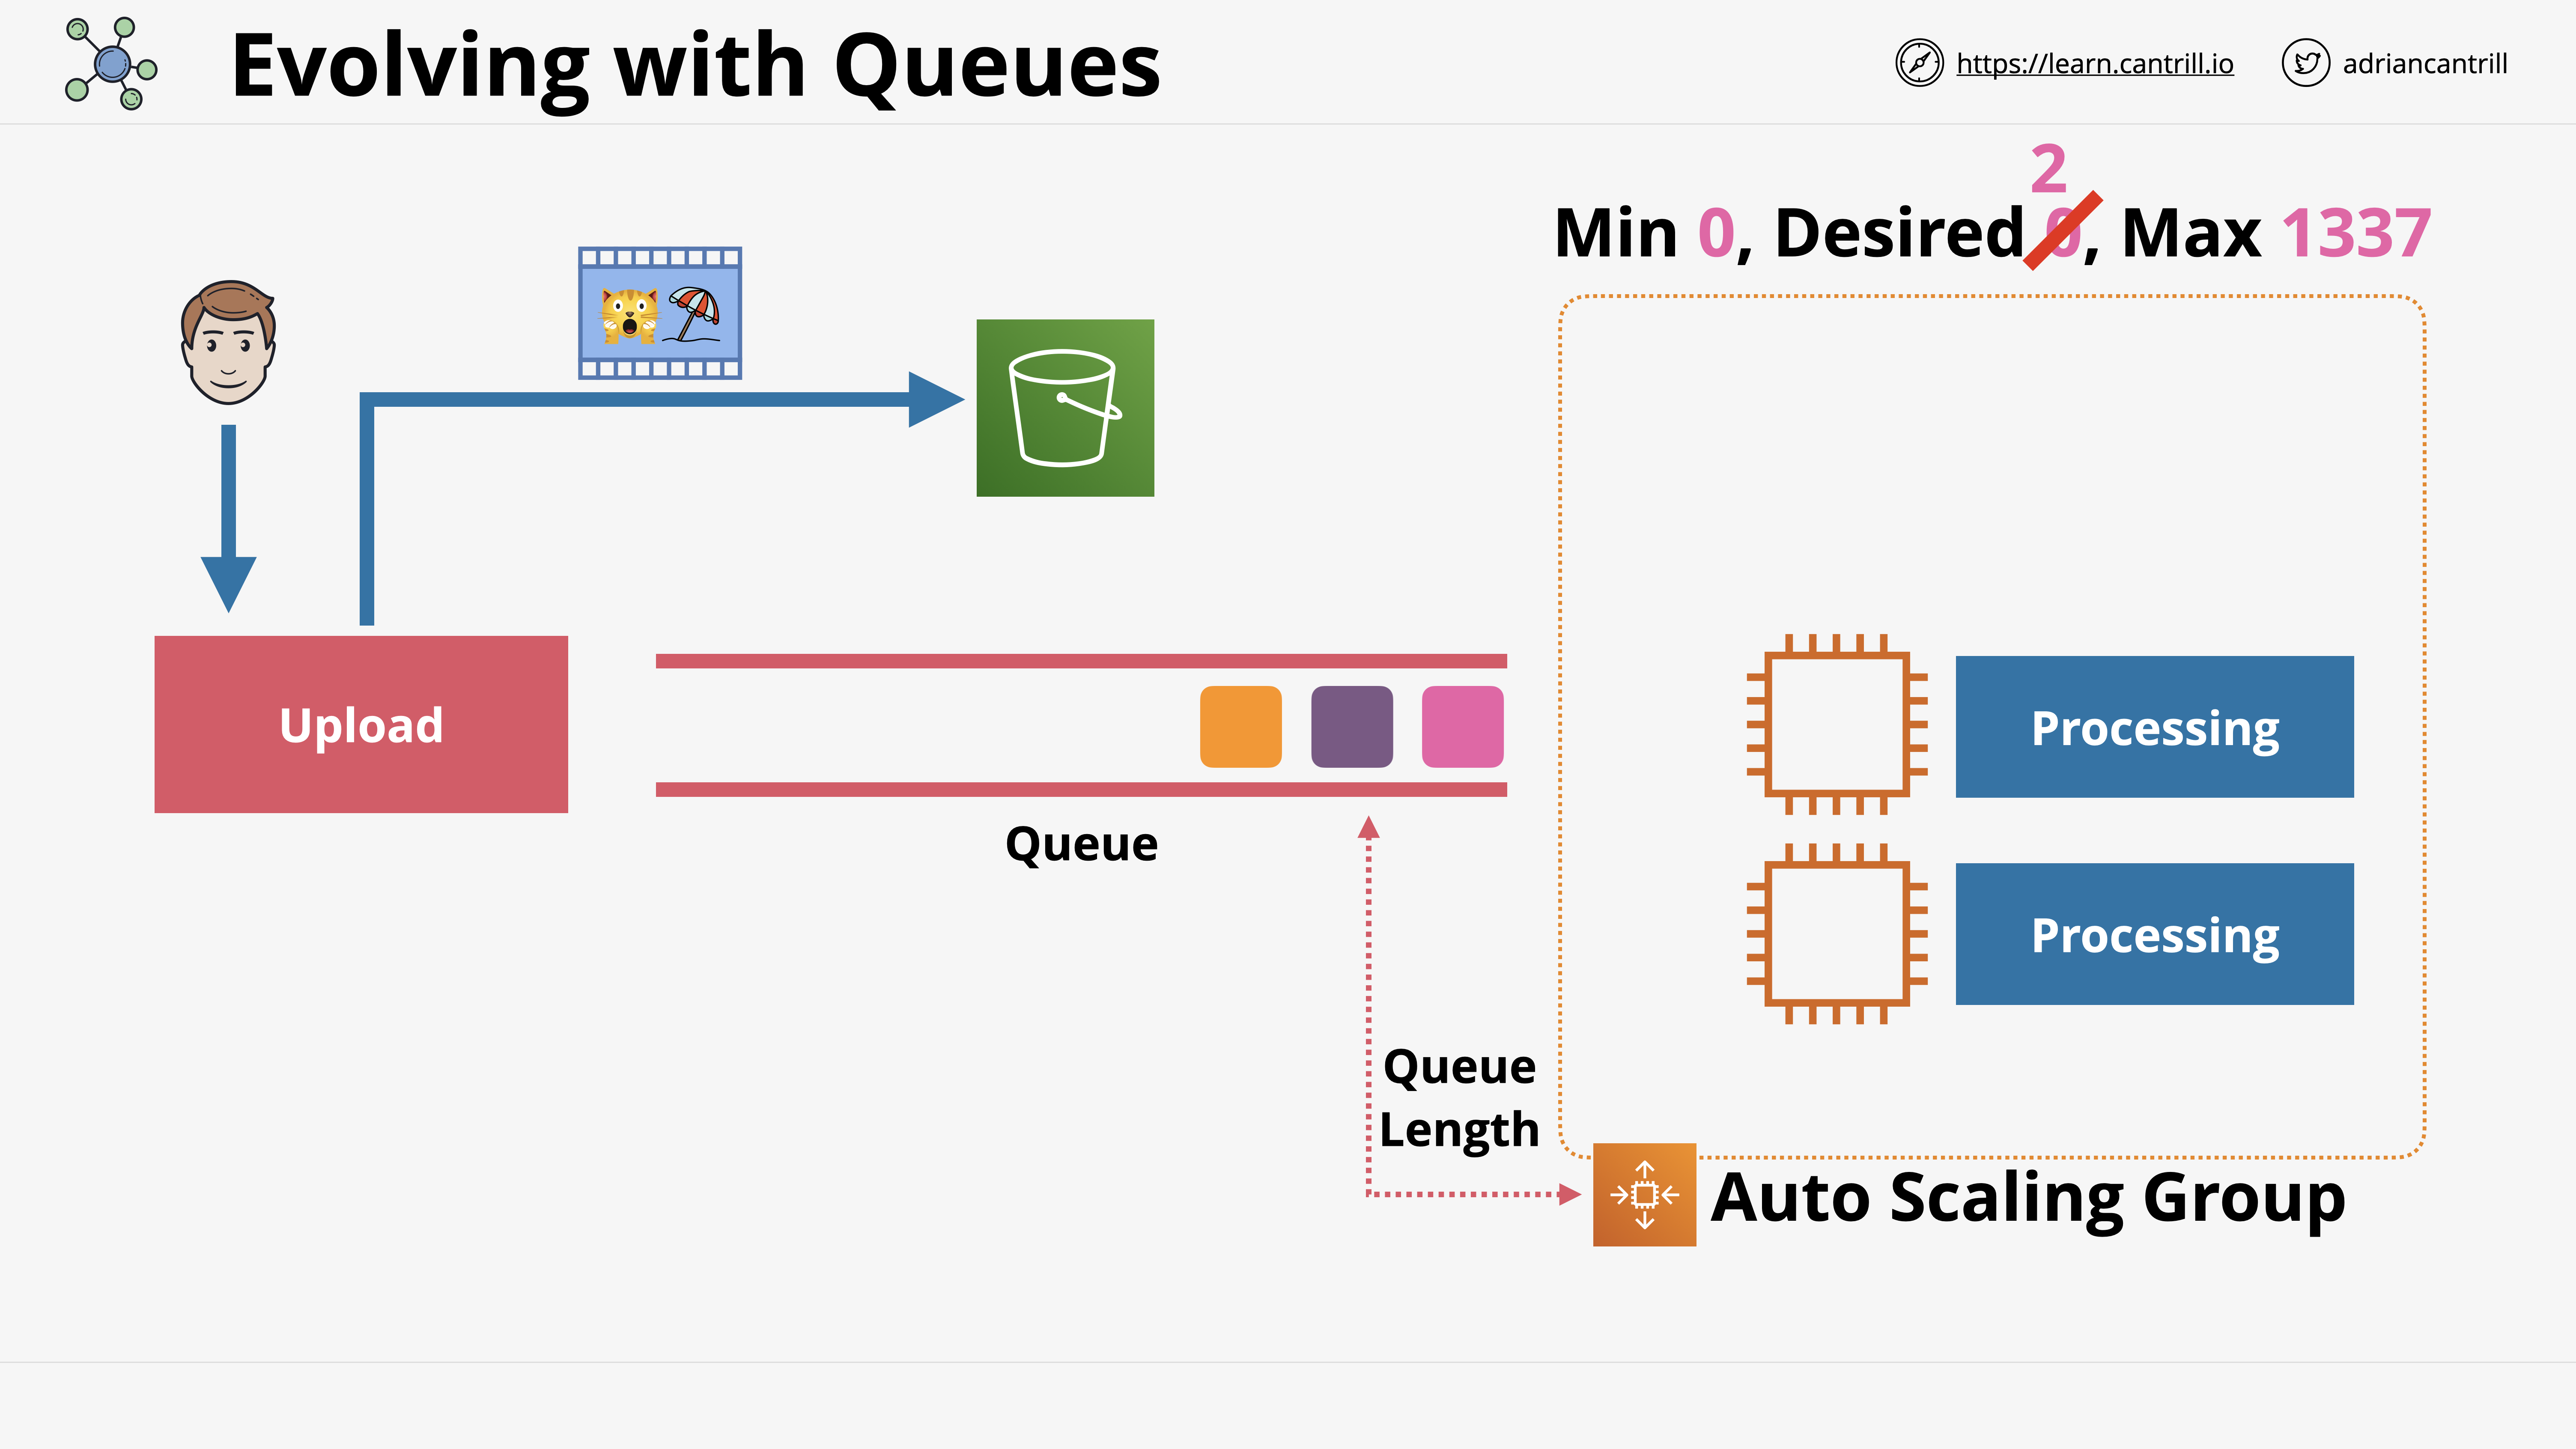 Evolving with Queues
https://learn.cantrill.io
adriancantrill
2
Min 0, Desired 0, Max 1337
Upload
Processing
Queue
Processing
Queue
Length
Auto Scaling Group